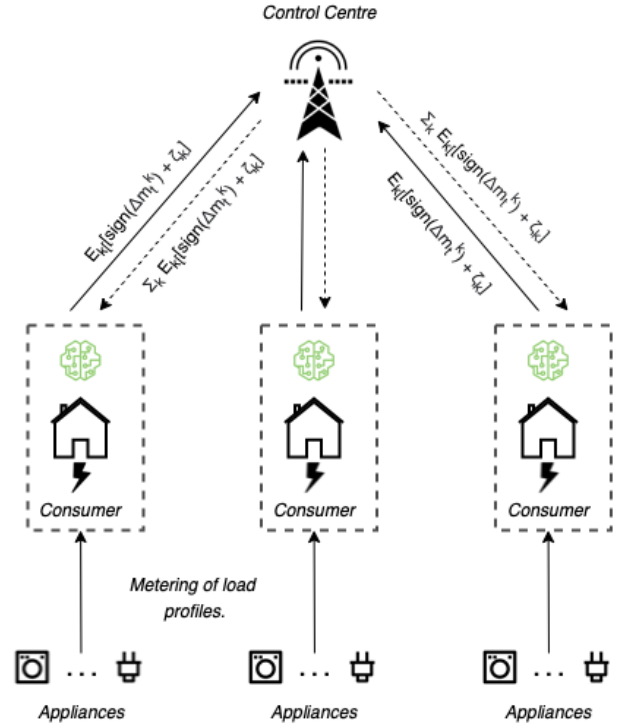 Control Centre
E_k[[sign(Δm_t^k) + ζ_k]
Σ_k E_k[[sign(Δm_t^k) + ζ_k]
E_k[[sign(Δm_t^k) + ζ_k]
Σ_k E_k[[sign(Δm_t^k) + ζ_k]
Consumer
Consumer
Consumer
Metering of load
profiles.
...
...
...
Appliances
Appliances
Appliances